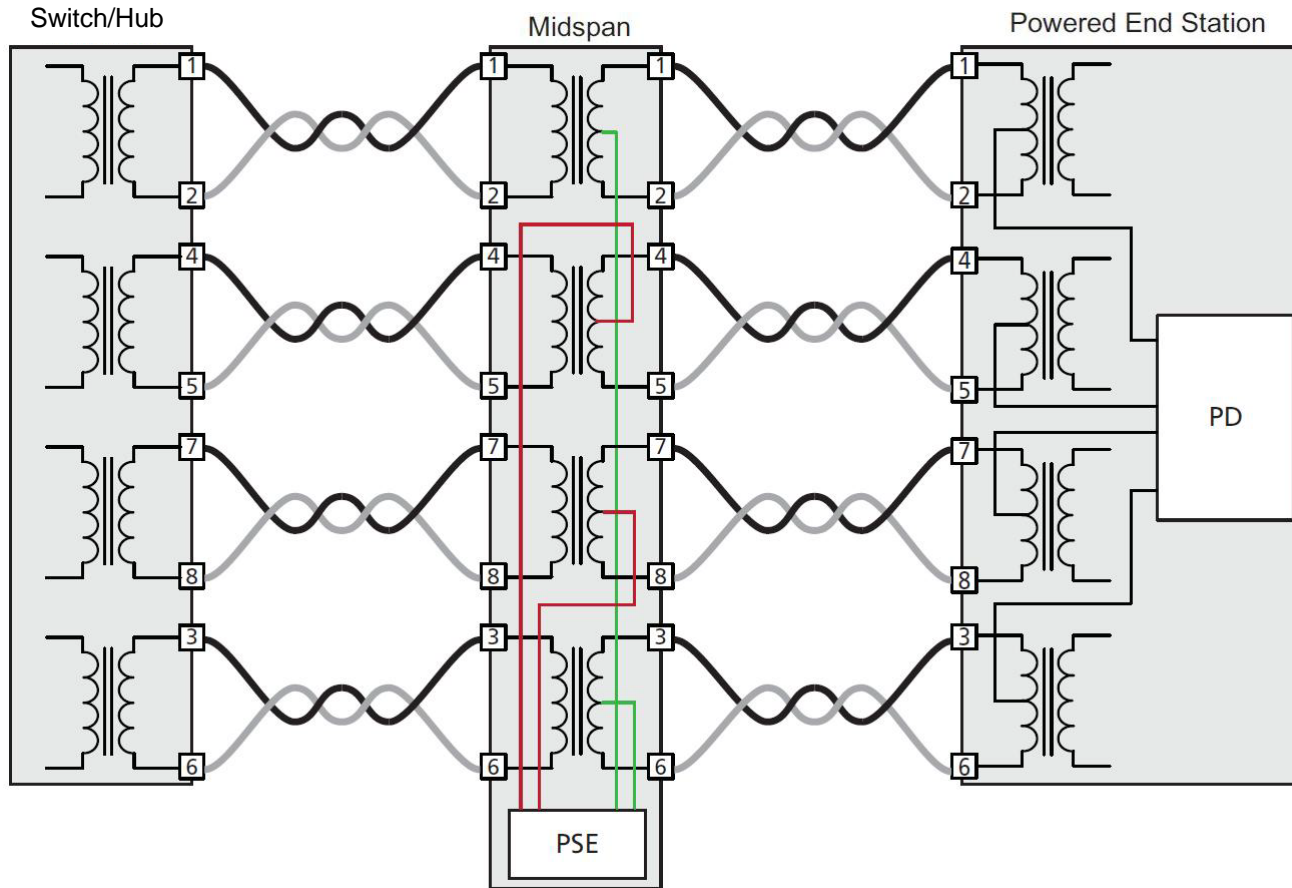 Switch/Hub
Midspan
Powered End Station
1 1 1 1
2 2 2 2
4 4 4 4
5 5 5 5
7 7 7 7
8 8 8 8
3 3 3 3
6 6 6 6
PD
PSE